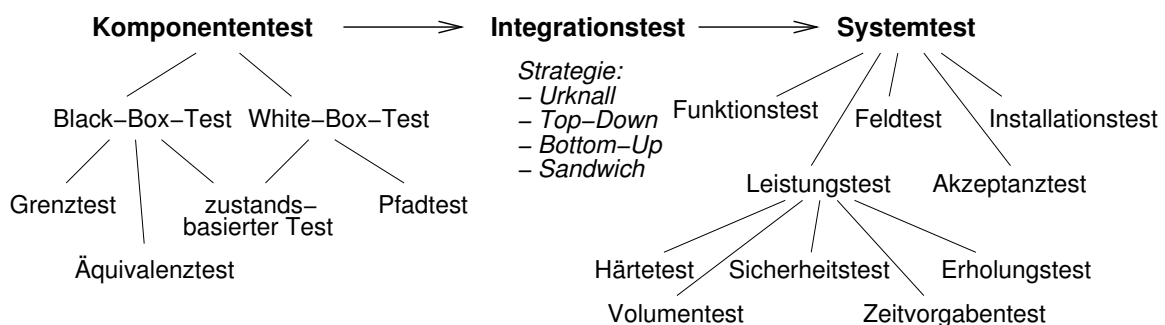 Komponententest
Integrationstest
Systemtest
Strategie:
– Urknall
– Top–Down
– Bottom–Up
– Sandwich
Black–Box–Test
White–Box–Test
Grenztest
zustands–
basierter Test
Pfadtest
Äquivalenztest
Funktionstest
Feldtest
Installationstest
Leistungstest
Akzeptanztest
Härtetest
Sicherheitstest
Erholungstest
Volumentest
Zeitvorgabentest